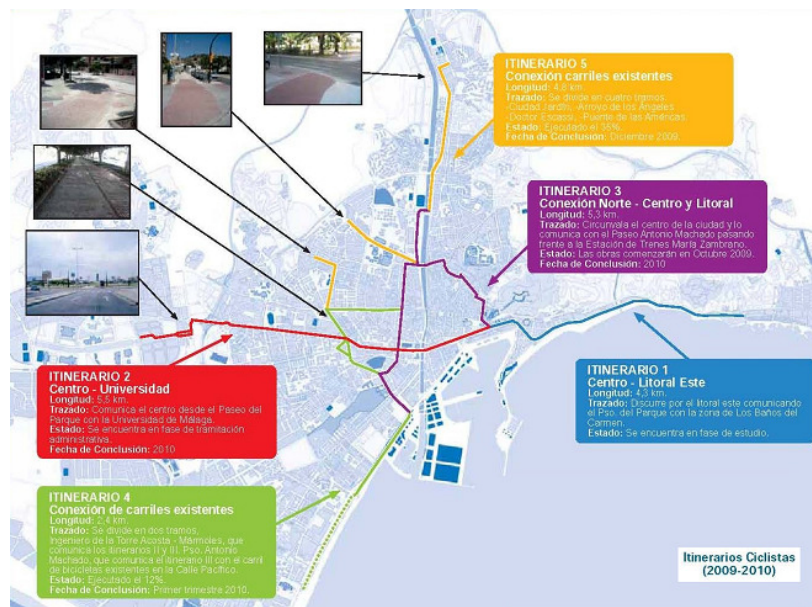 ITINERARIO 5
Conexión carriles existentes
Longitud: 4,8 km.
Trazado: Se divide en cuatro tramos,
-Ciudad Jardín, -Arroyo de los Ángeles
-Doctor Escassi, -Puente de las Américas
Estado: Ejecutado el 35%.
Fecha de Conclusión: Diciembre 2009.
ITINERARIO 3
Conexión Norte - Centro y Litoral
Longitud: 5,3 km.
Trazado: Circunvala el centro de la ciudad y lo
comunica con el Paseo Antonio Machado pasando
frente a la Estación de Trenes María Zambrano.
Estado: Las obras comenzarán en Octubre 2009.
Fecha de Conclusión: 2010
ITINERARIO 2
Centro - Universidad
Longitud: 5,5 km.
Trazado: Comunica el centro desde el Paseo del
Parque con la Universidad de Málaga.
Estado: Se encuentra en fase de tramitación
administrativa.
Fecha de Conclusión: 2010
ITINERARIO 1
Centro - Litoral Este
Longitud: 4,3 km.
Trazado: Discurre por el litoral este comunicando
el Pso. del Parque con la zona de Los Baños del
Carmen.
Estado: Se encuentra en fase de estudio.
ITINERARIO 4
Conexión de carriles existentes
Longitud: 2,4 km.
Trazado: Se divide en dos tramos,
Ingeniero de la Torre Acosta - Mármoles, que
comunica los itinerarios II y III. Pso. Antonio
Machado, que comunica el itinerario III con el carril
de bicicletas existentes en la Calle Pacífico.
Estado: Ejecutado el 12%.
Fecha de Conclusión: Primer trimestre 2010.
Itinerarios Ciclistas
(2009-2010)